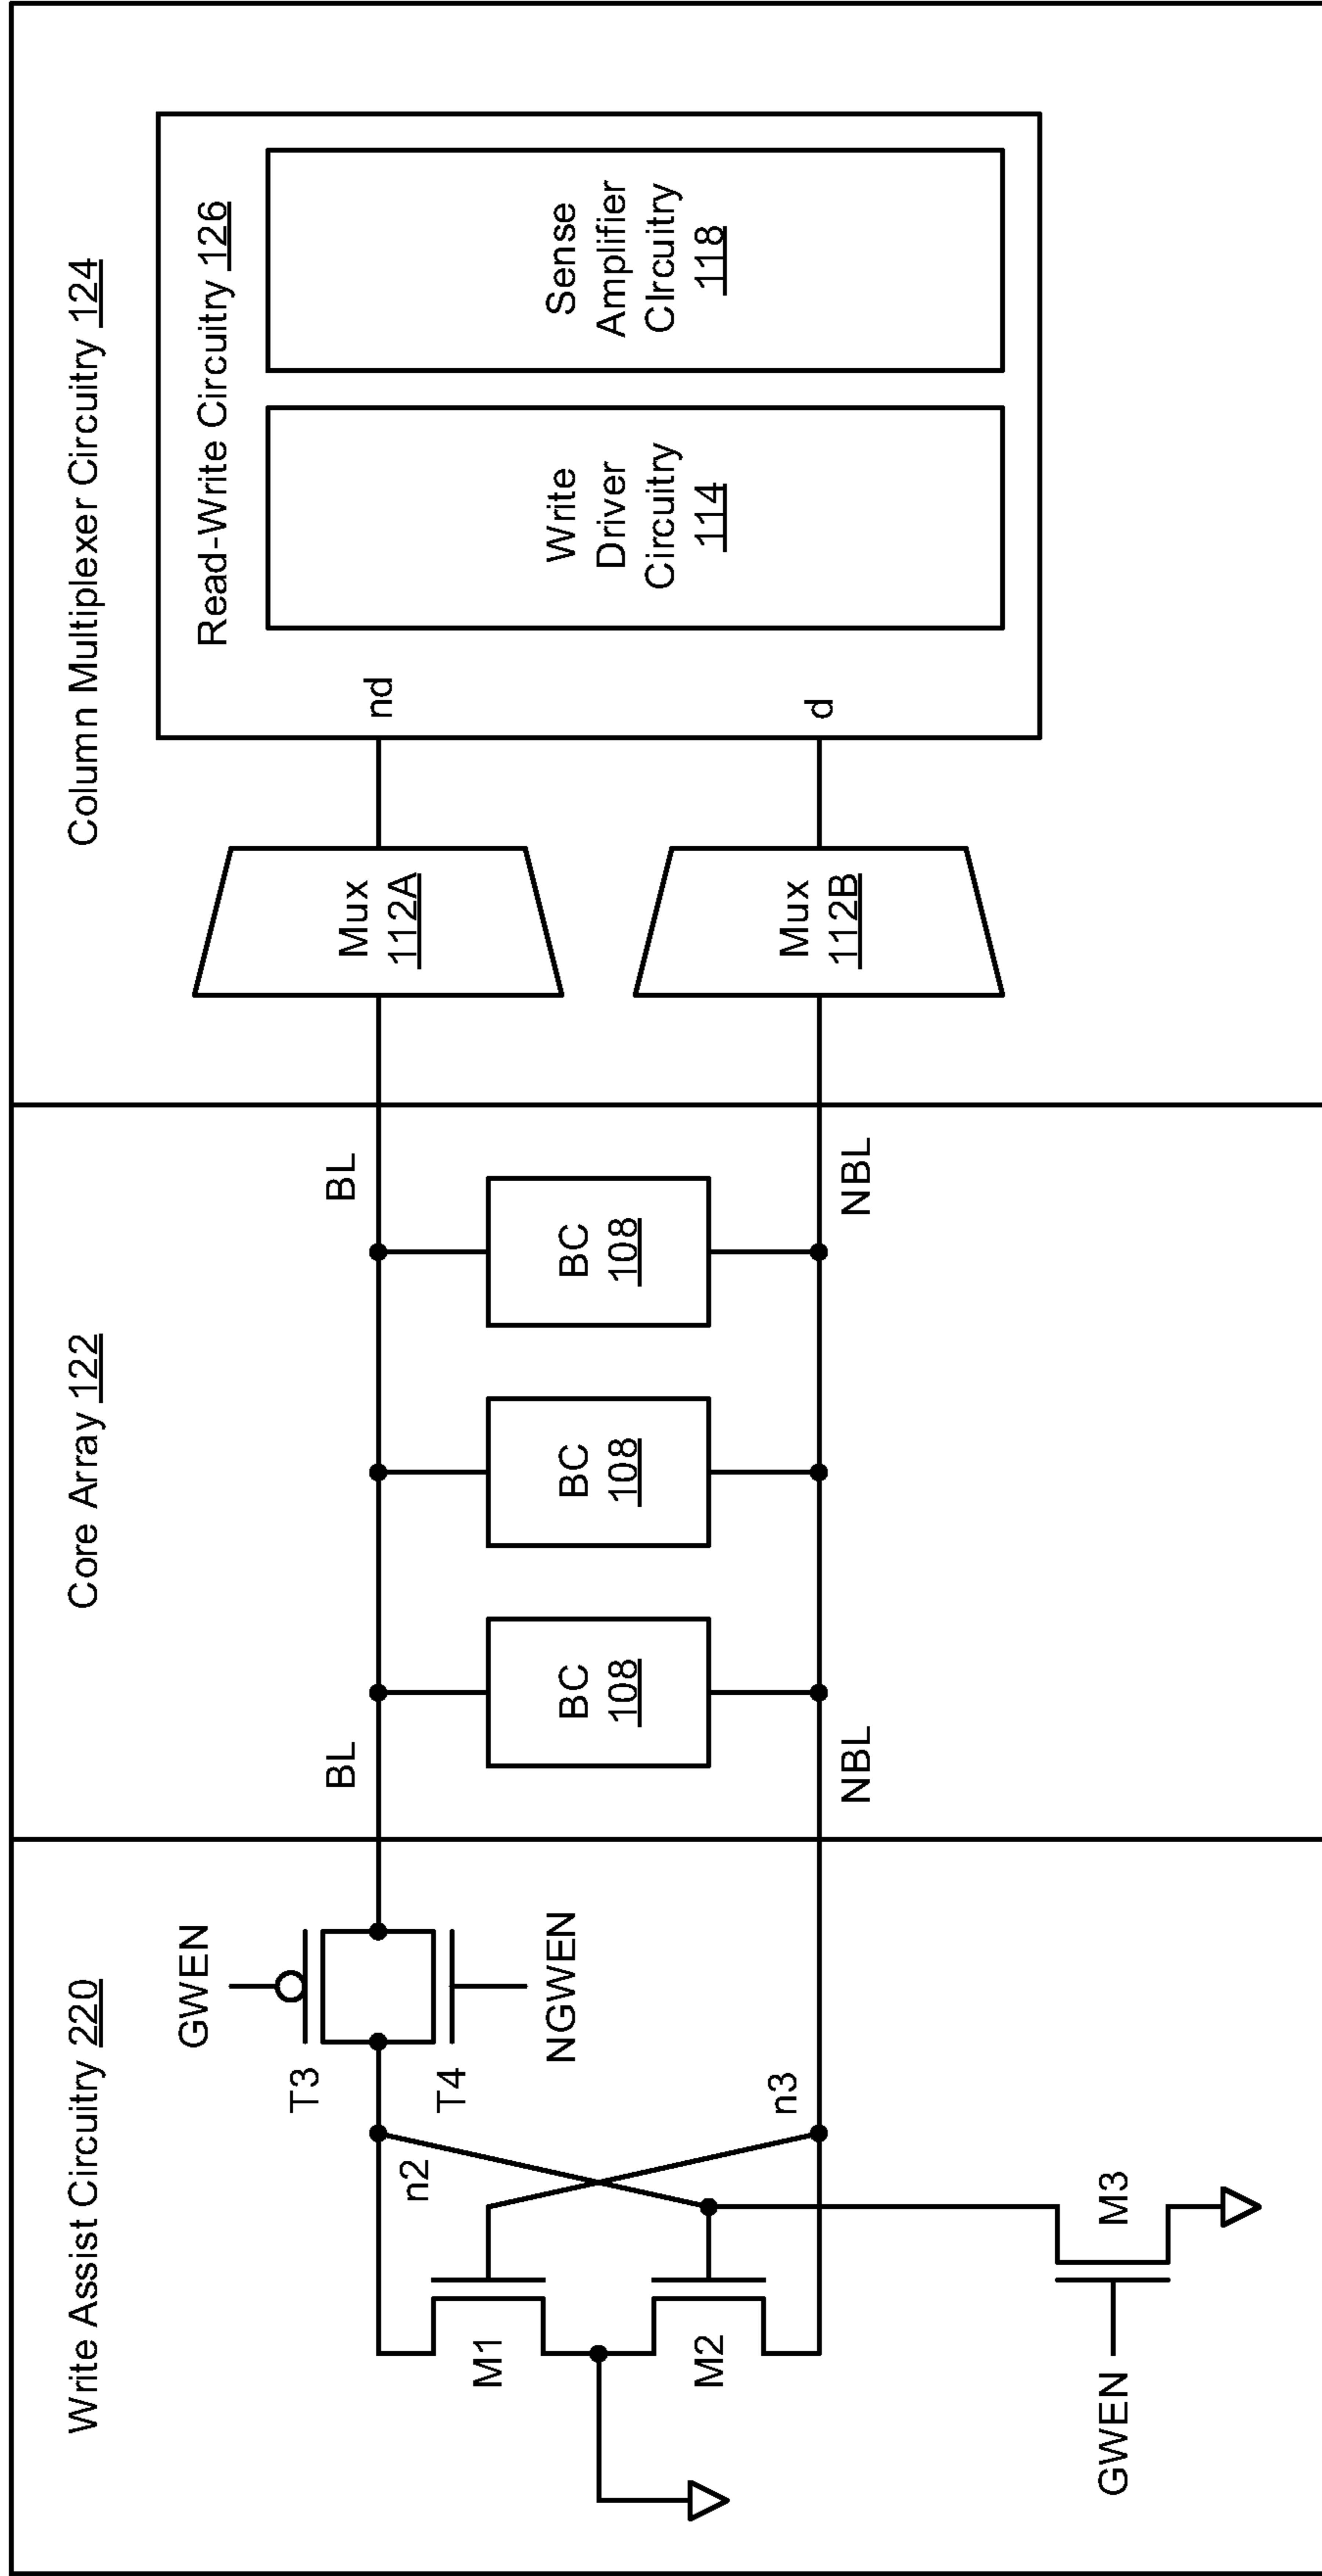 Write Assist Circuitry 220
Core Array 122
Column Multiplexer Circuitry 124
GWEN
T3
T4
NGWEN
n2
n3
M1
M2
M3
GWEN
BL
BL
BC
108
BC
108
BC
108
NBL
NBL
Mux
112A
Mux
112B
nd
d
Read-Write Circuitry 126
Write
Driver
Circuitry
114
Sense
Amplifier
CIrcuitry
118